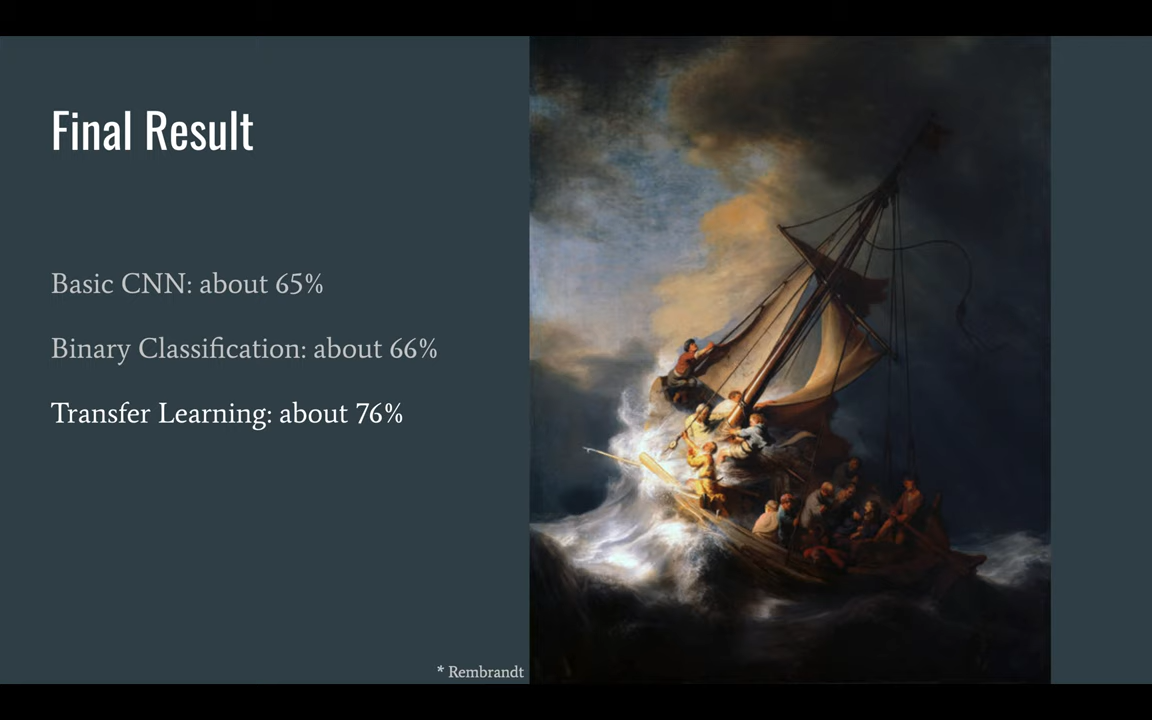 Final Result
Basic CNN: about 65%
Binary Classification: about 66%
Transfer Learning: about 76%
* Rembrandt